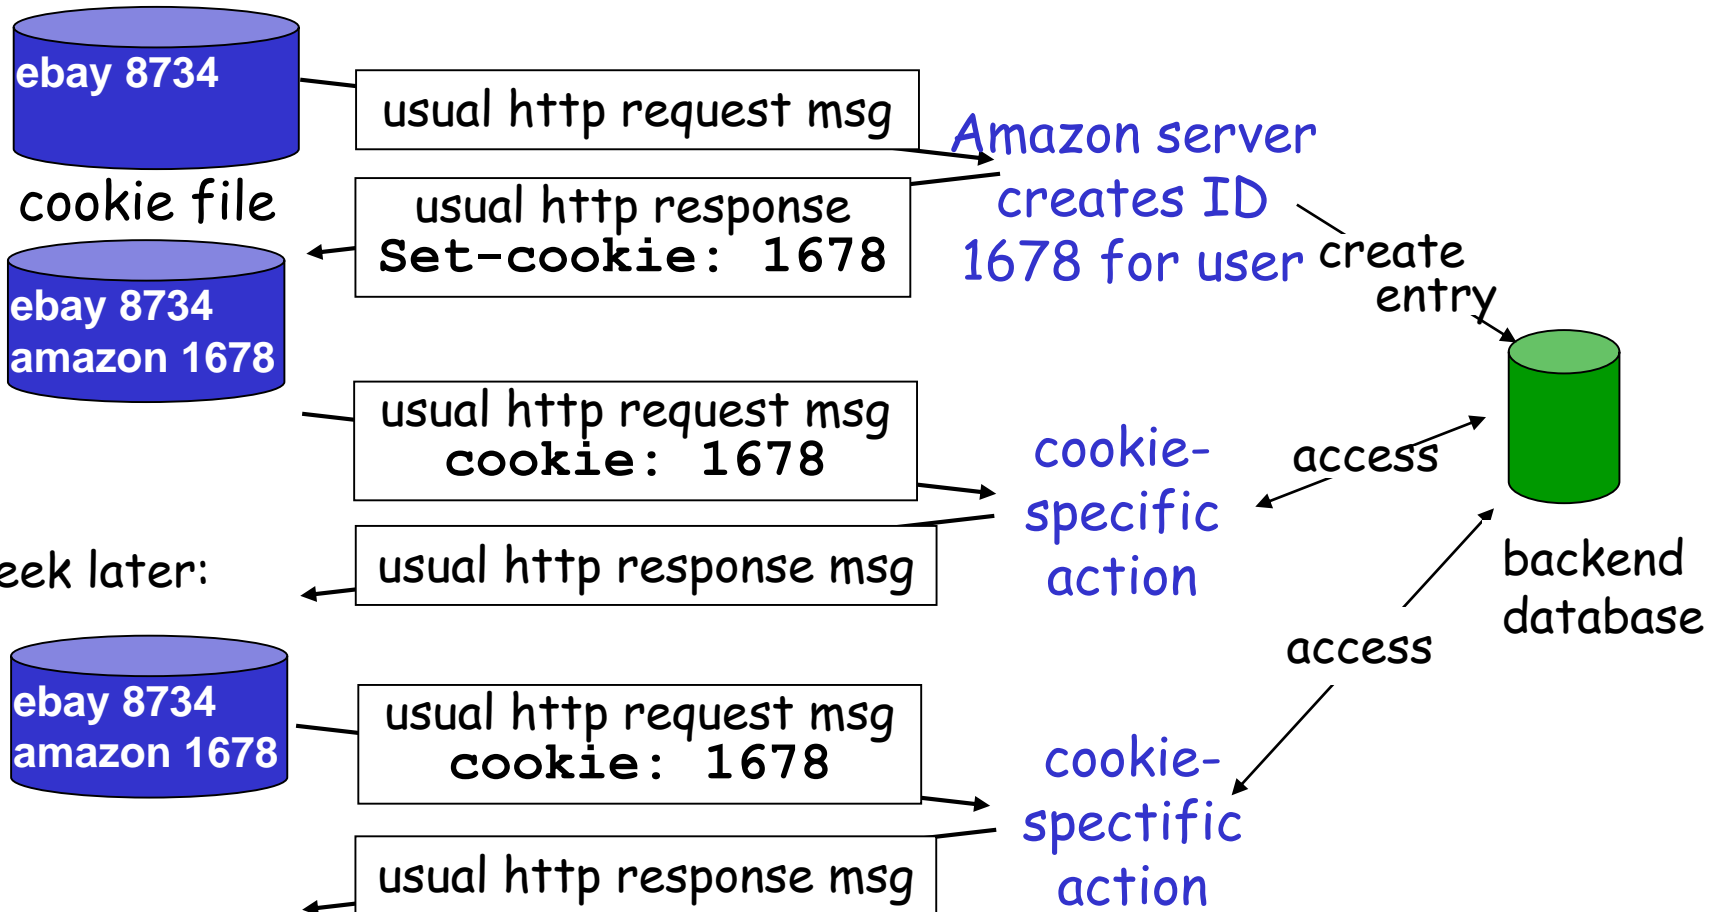 ebay 8734
usual http request msg
Amazon server
creates ID
1678 for user
cookie file
usual http response
Set-cookie: 1678
create
entry
ebay 8734
amazon 1678
usual http request msg
cookie: 1678
cookie-
specific
action
access
usual http response msg
eek later:
backend
database
access
ebay 8734
amazon 1678
usual http request msg
cookie: 1678
cookie-
spectific
action
usual http response msg